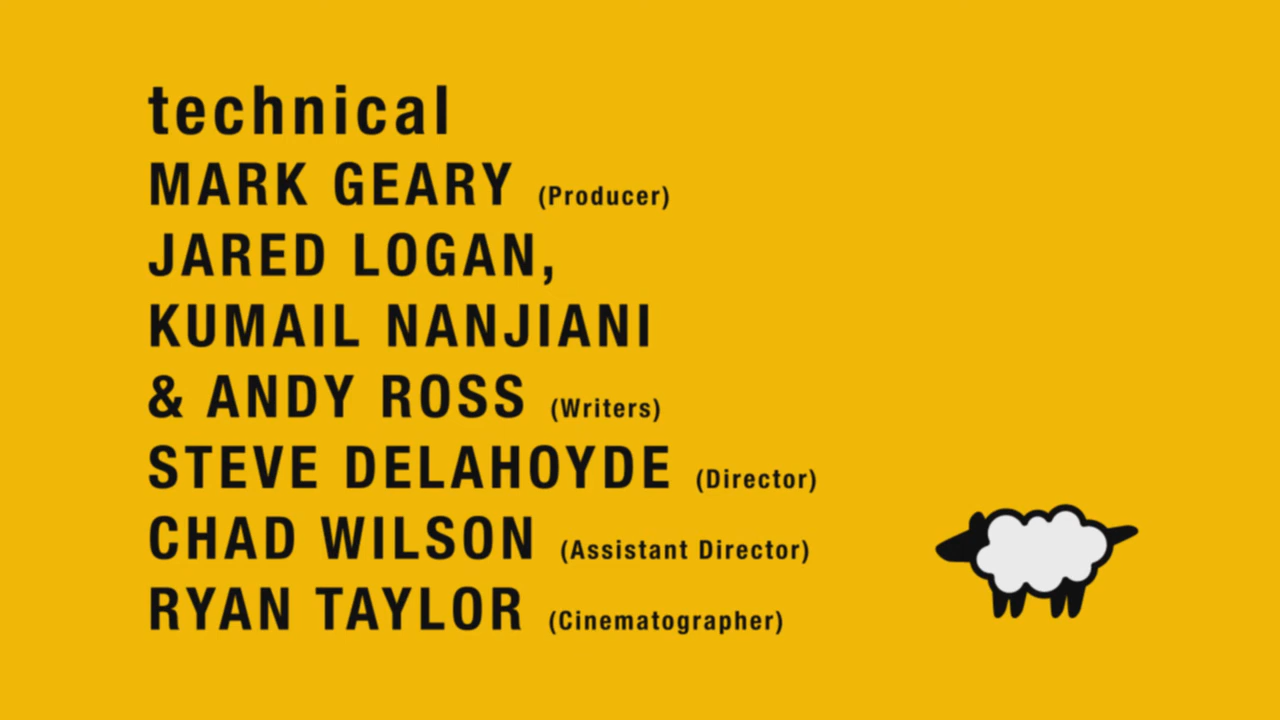 technical
MARK GEARY (Producer)
JARED LOGAN,
KUMAIL NANJIANI
& ANDY ROSS (Writers)
STEVE DELAHOYDE (Director)
CHAD WILSON (Assistant Director)
RYAN TAYLOR (Cinematographer)